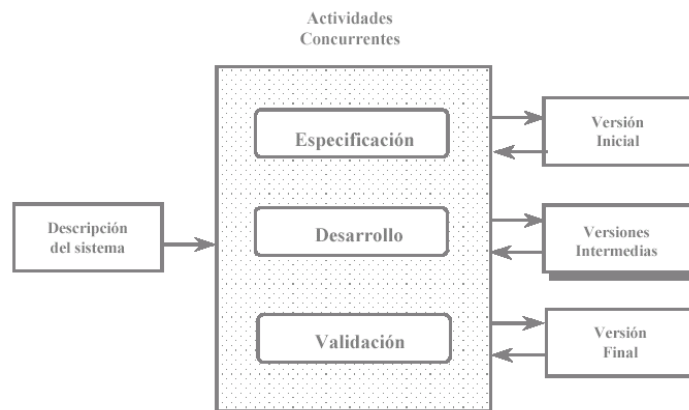 Actividades
Concurrentes
Especificación
Versión
Inicial
Descripción
del sistema
Desarrollo
Versiones
Intermedias
Validación
Versión
Final